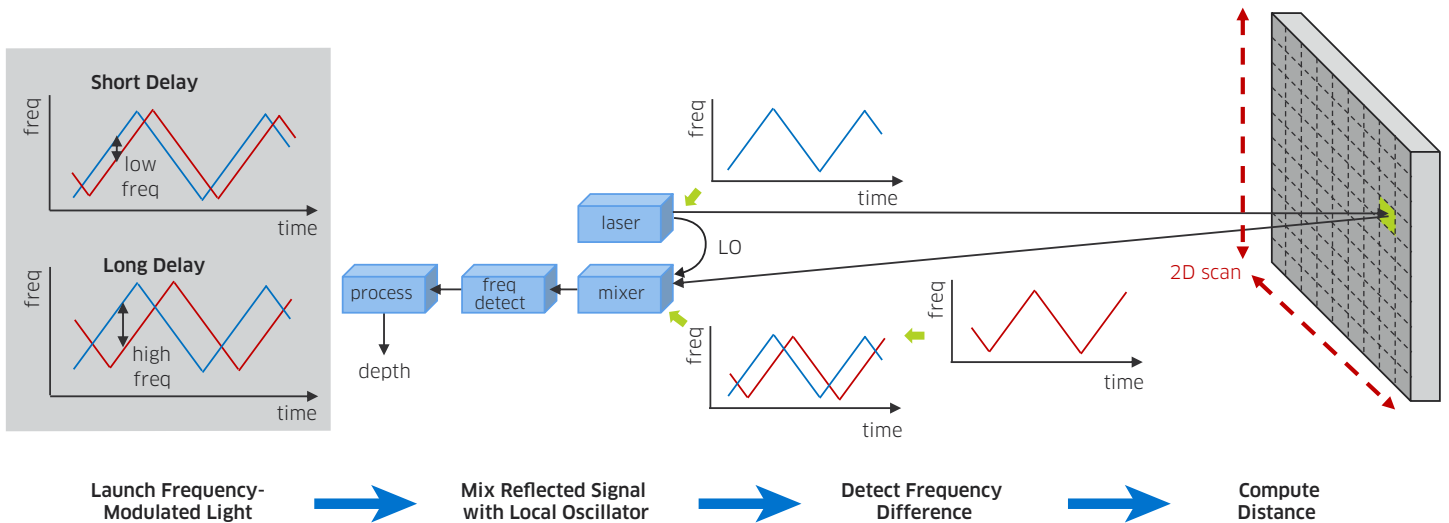 Short Delay
freq
low
freq
time
Long Delay
freq
high
freq
time
freq
time
laser
LO
process
freq
detect
mixer
depth
freq
time
freq
time
2D scan
Launch Frequency-
Modulated Light
Mix Reflected Signal
with Local Oscillator
Detect Frequency
Difference
Compute
Distance